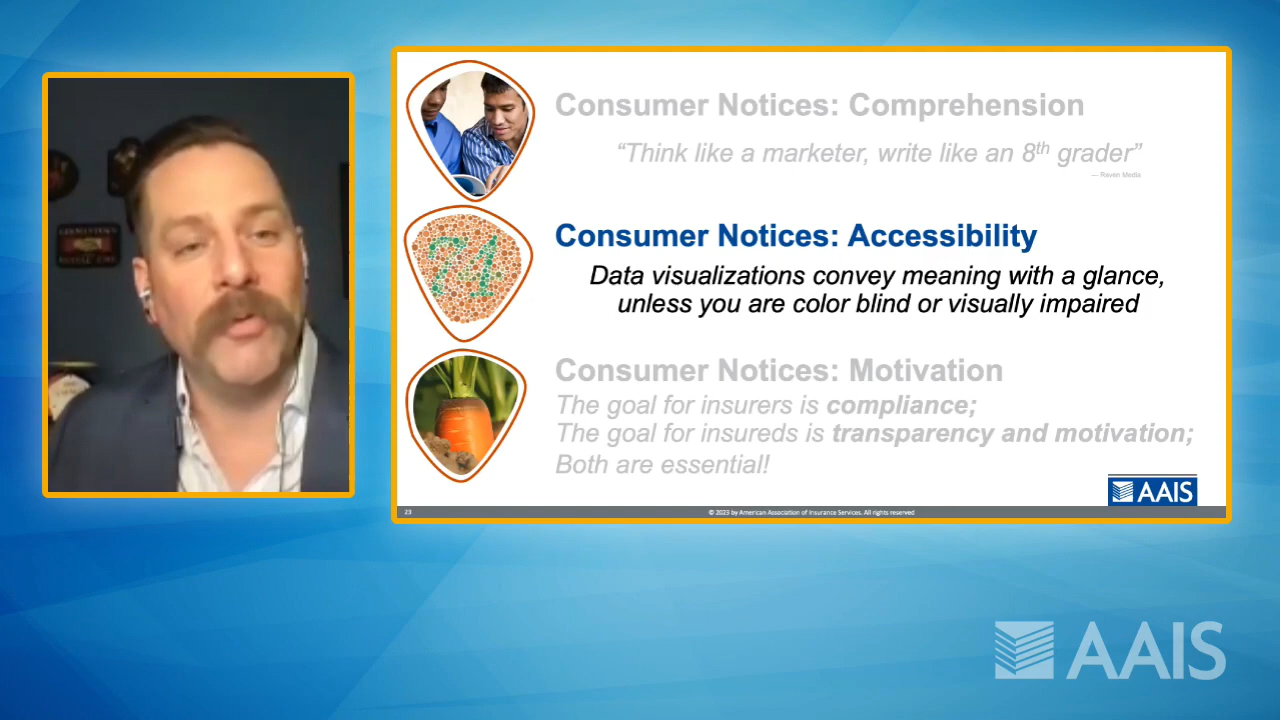 Consumer Notices: Comprehension
“Think like a marketer, write like an 8th grader”
— Raven Media
74
Consumer Notices: Accessibility
Data visualizations convey meaning with a glance,
unless you are color blind or visually impaired
Consumer Notices: Motivation
The goal for insurers is compliance;
The goal for insureds is transparency and motivation;
Both are essential!
AAIS
23
© 2023 by American Association of Insurance Services. All rights reserved
AAIS